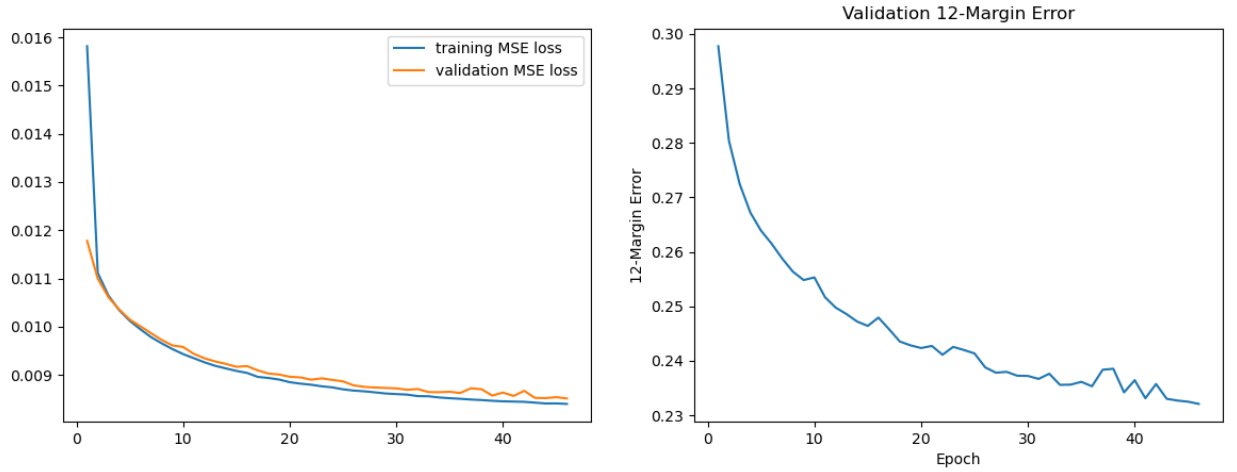 0.016
0.015
0.014
0.013
0.012
0.011
0.010
0.009
0 10 20 30 40
training MSE loss
validation MSE loss
Validation 12-Margin Error
0.30
0.29
0.28
0.27
0.26
0.25
0.24
0.23
12-Margin Error
0 10 20 30 40
Epoch